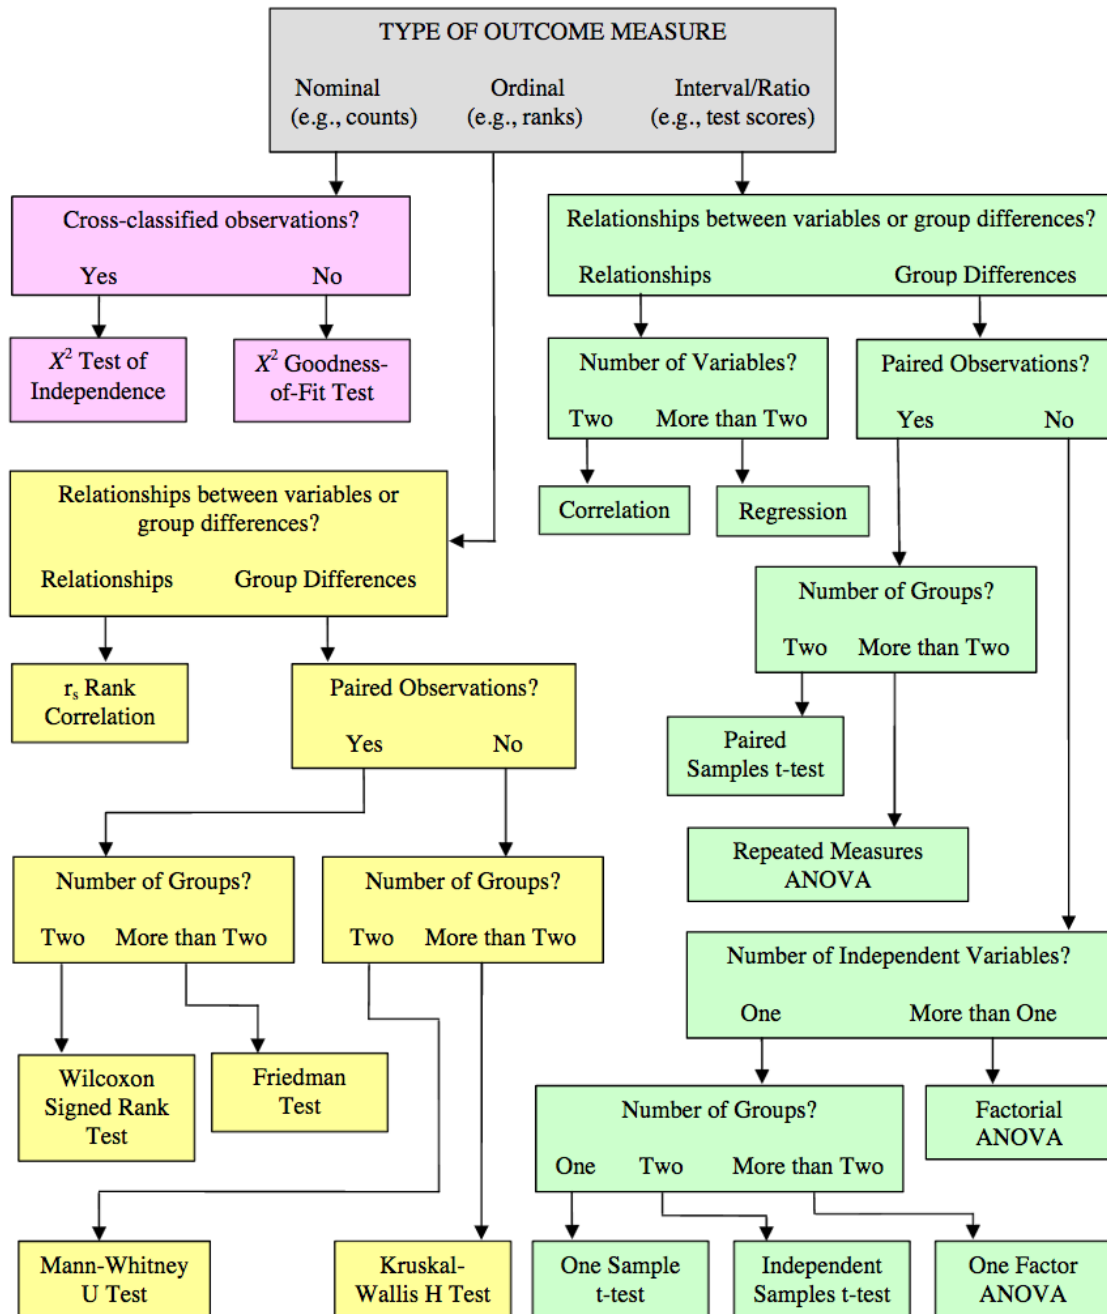 TYPE OF OUTCOME MEASURE
Nominal Ordinal Interval/Ratio
(e.g., counts) (e.g., ranks) (e.g., test scores)
Cross-classified observations?
Yes No
X² Test of
Independence
X² Goodness-
of-Fit Test
Relationships between variables or group differences?
Relationships Group Differences
Number of Variables?
Two More than Two
Correlation
Regression
Paired Observations?
Yes No
Number of Groups?
Two More than Two
Paired
Samples t-test
Repeated Measures
ANOVA
Relationships between variables or
group differences?
Relationships Group Differences
rₛ Rank
Correlation
Paired Observations?
Yes No
Number of Groups?
Two More than Two
Number of Groups?
Two More than Two
Wilcoxon
Signed Rank
Test
Friedman
Test
Mann-Whitney
U Test
Kruskal-
Wallis H Test
Number of Independent Variables?
One More than One
Number of Groups?
One Two More than Two
Factorial
ANOVA
One Sample
t-test
Independent
Samples t-test
One Factor
ANOVA